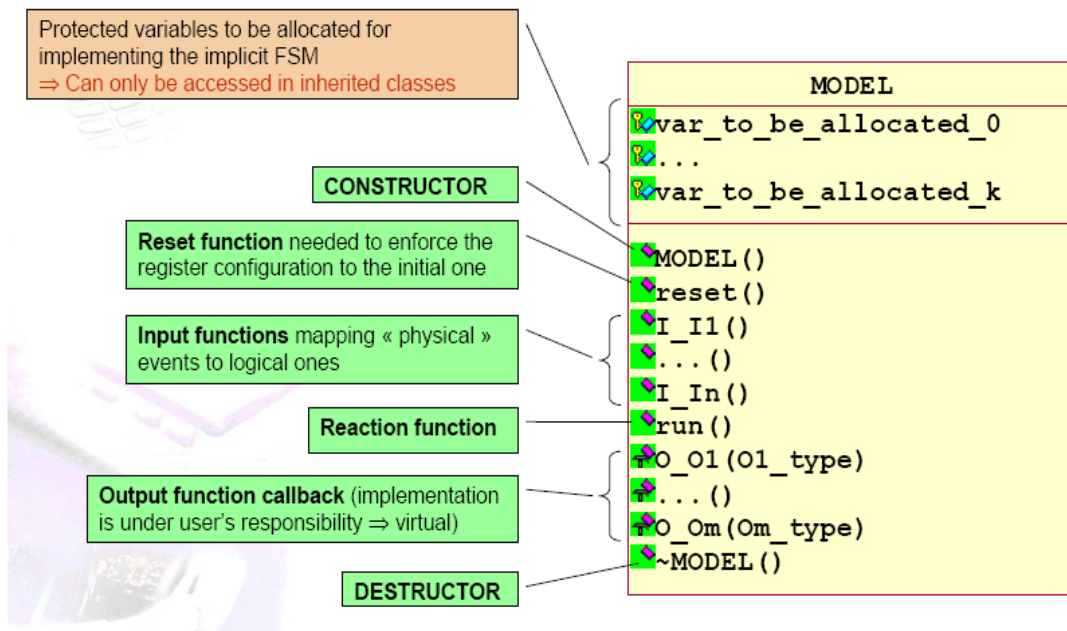 Protected variables to be allocated for
implementing the implicit FSM
⇒ Can only be accessed in inherited classes
CONSTRUCTOR
Reset function needed to enforce the
register configuration to the initial one
Input functions mapping « physical »
events to logical ones
Reaction function
Output function callback (implementation
is under user's responsibility ⇒ virtual)
DESTRUCTOR
MODEL
var_to_be_allocated_0
...
var_to_be_allocated_k
MODEL()
reset()
I_I1()
...()
I_In()
run()
O_O1(O1_type)
...()
O_Om(Om_type)
~MODEL()